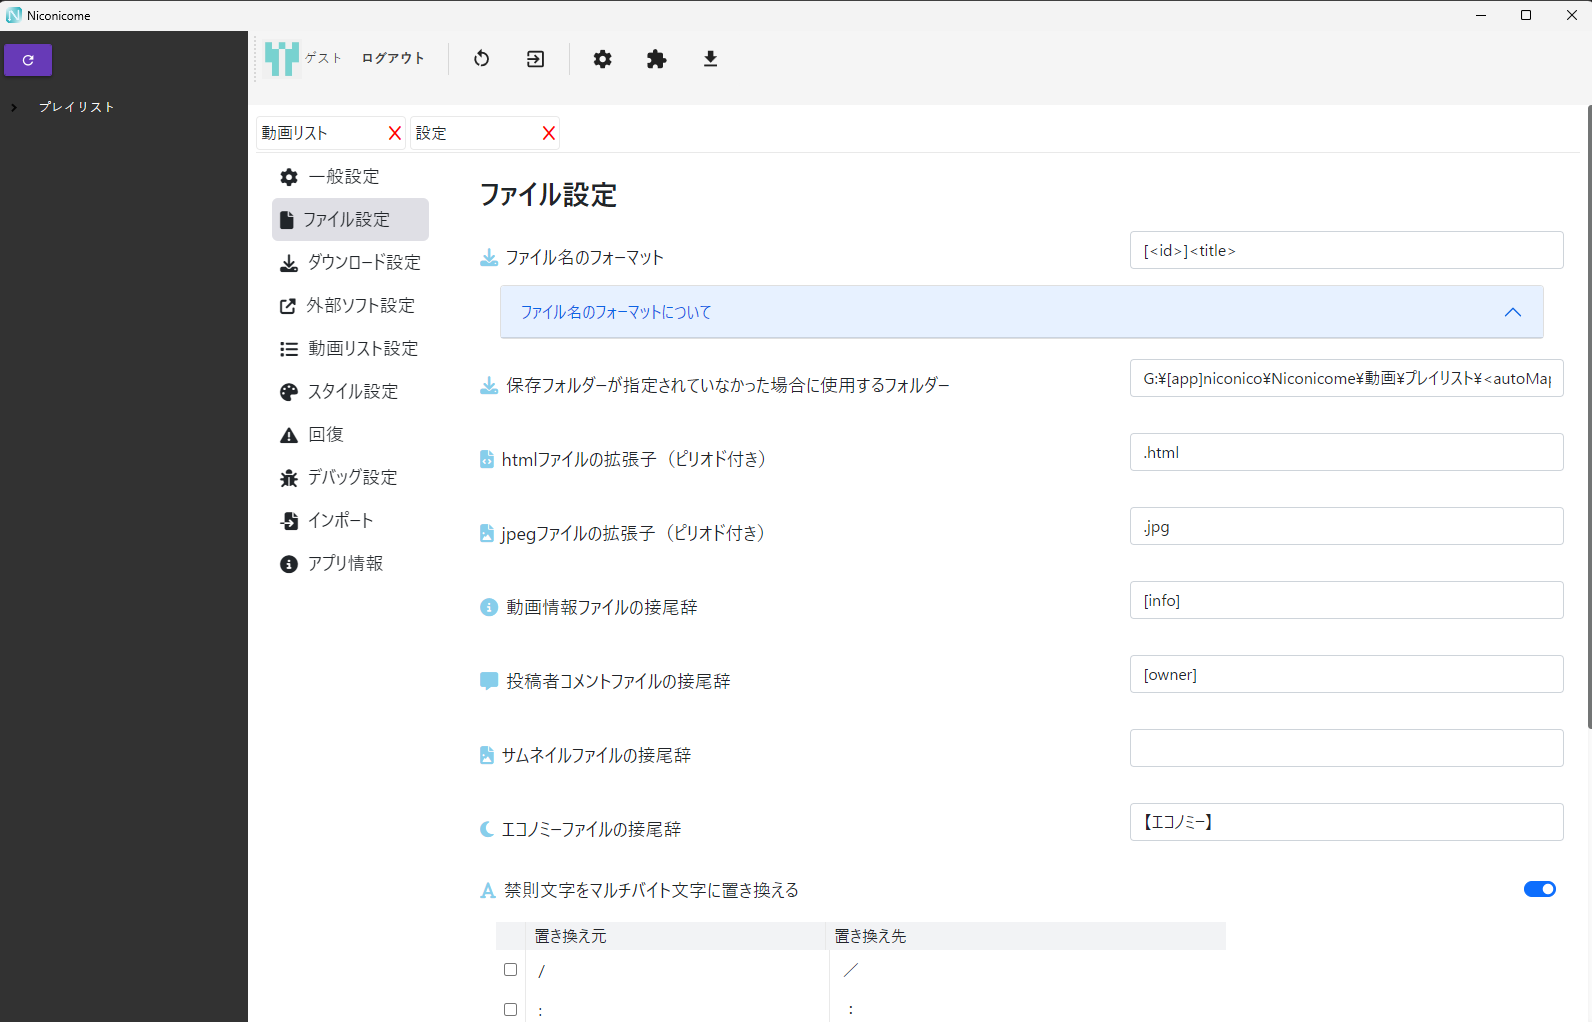 Niconicome
ゲスト ログアウト
プレイリスト
動画リスト 設定
一般設定
ファイル設定
ダウンロード設定
外部ソフト設定
動画リスト設定
スタイル設定
回復
デバッグ設定
インポート
アプリ情報
ファイル設定
ファイル名のフォーマット
[<id>]<title>
ファイル名のフォーマットについて
保存フォルダーが指定されていなかった場合に使用するフォルダー
G:¥[app]niconico¥Niconicome¥動画¥プレイリスト¥<autoMap
htmlファイルの拡張子（ピリオド付き）
.html
jpegファイルの拡張子（ピリオド付き）
.jpg
動画情報ファイルの接尾辞
[info]
投稿者コメントファイルの接尾辞
[owner]
サムネイルファイルの接尾辞
エコノミーファイルの接尾辞
【エコノミー】
禁則文字をマルチバイト文字に置き換える
置き換え元 置き換え先
/ ／
: ：